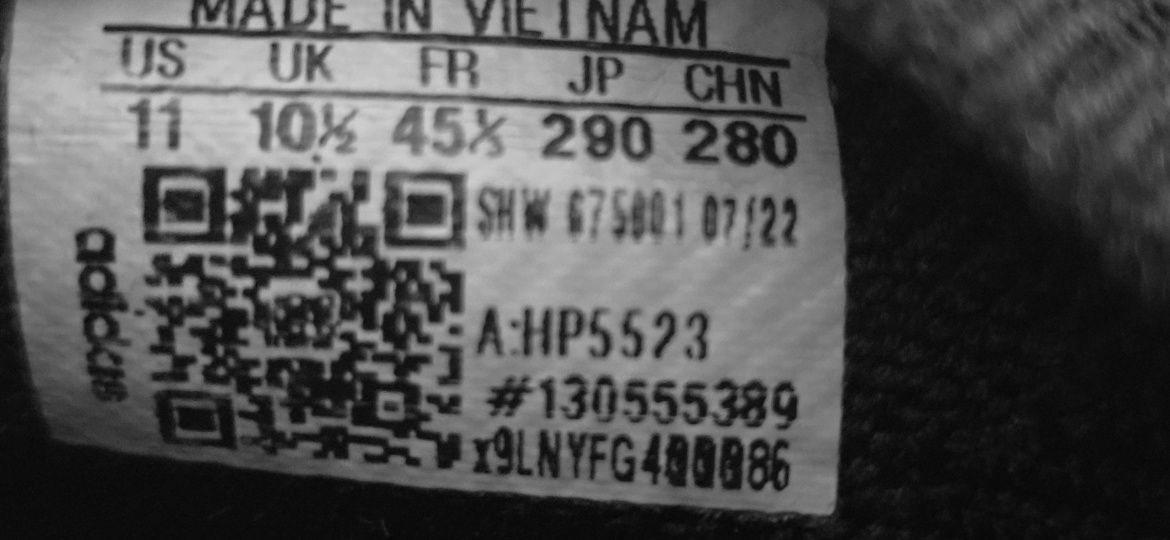 MADE IN VIETNAM
US UK FR JP CHN
11 10½ 45⅓ 290 280
SHW 675001 07/22
A:HP5523
#130555389
adidas